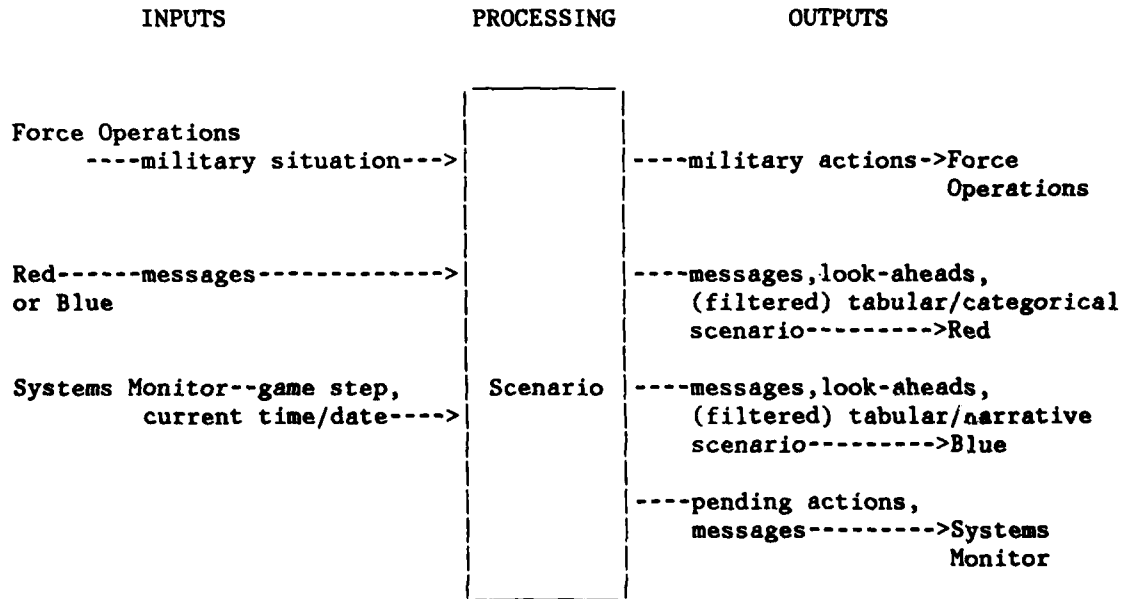 INPUTS PROCESSING OUTPUTS
Force Operations
----military situation---> ----military actions->Force
Operations
Red------messages-------------> ----messages,look-aheads,
or Blue (filtered) tabular/categorical
scenario--------->Red
Systems Monitor--game step, Scenario ----messages,look-aheads,
current time/date----> (filtered) tabular/narrative
scenario--------->Blue
----pending actions,
messages--------->Systems
Monitor